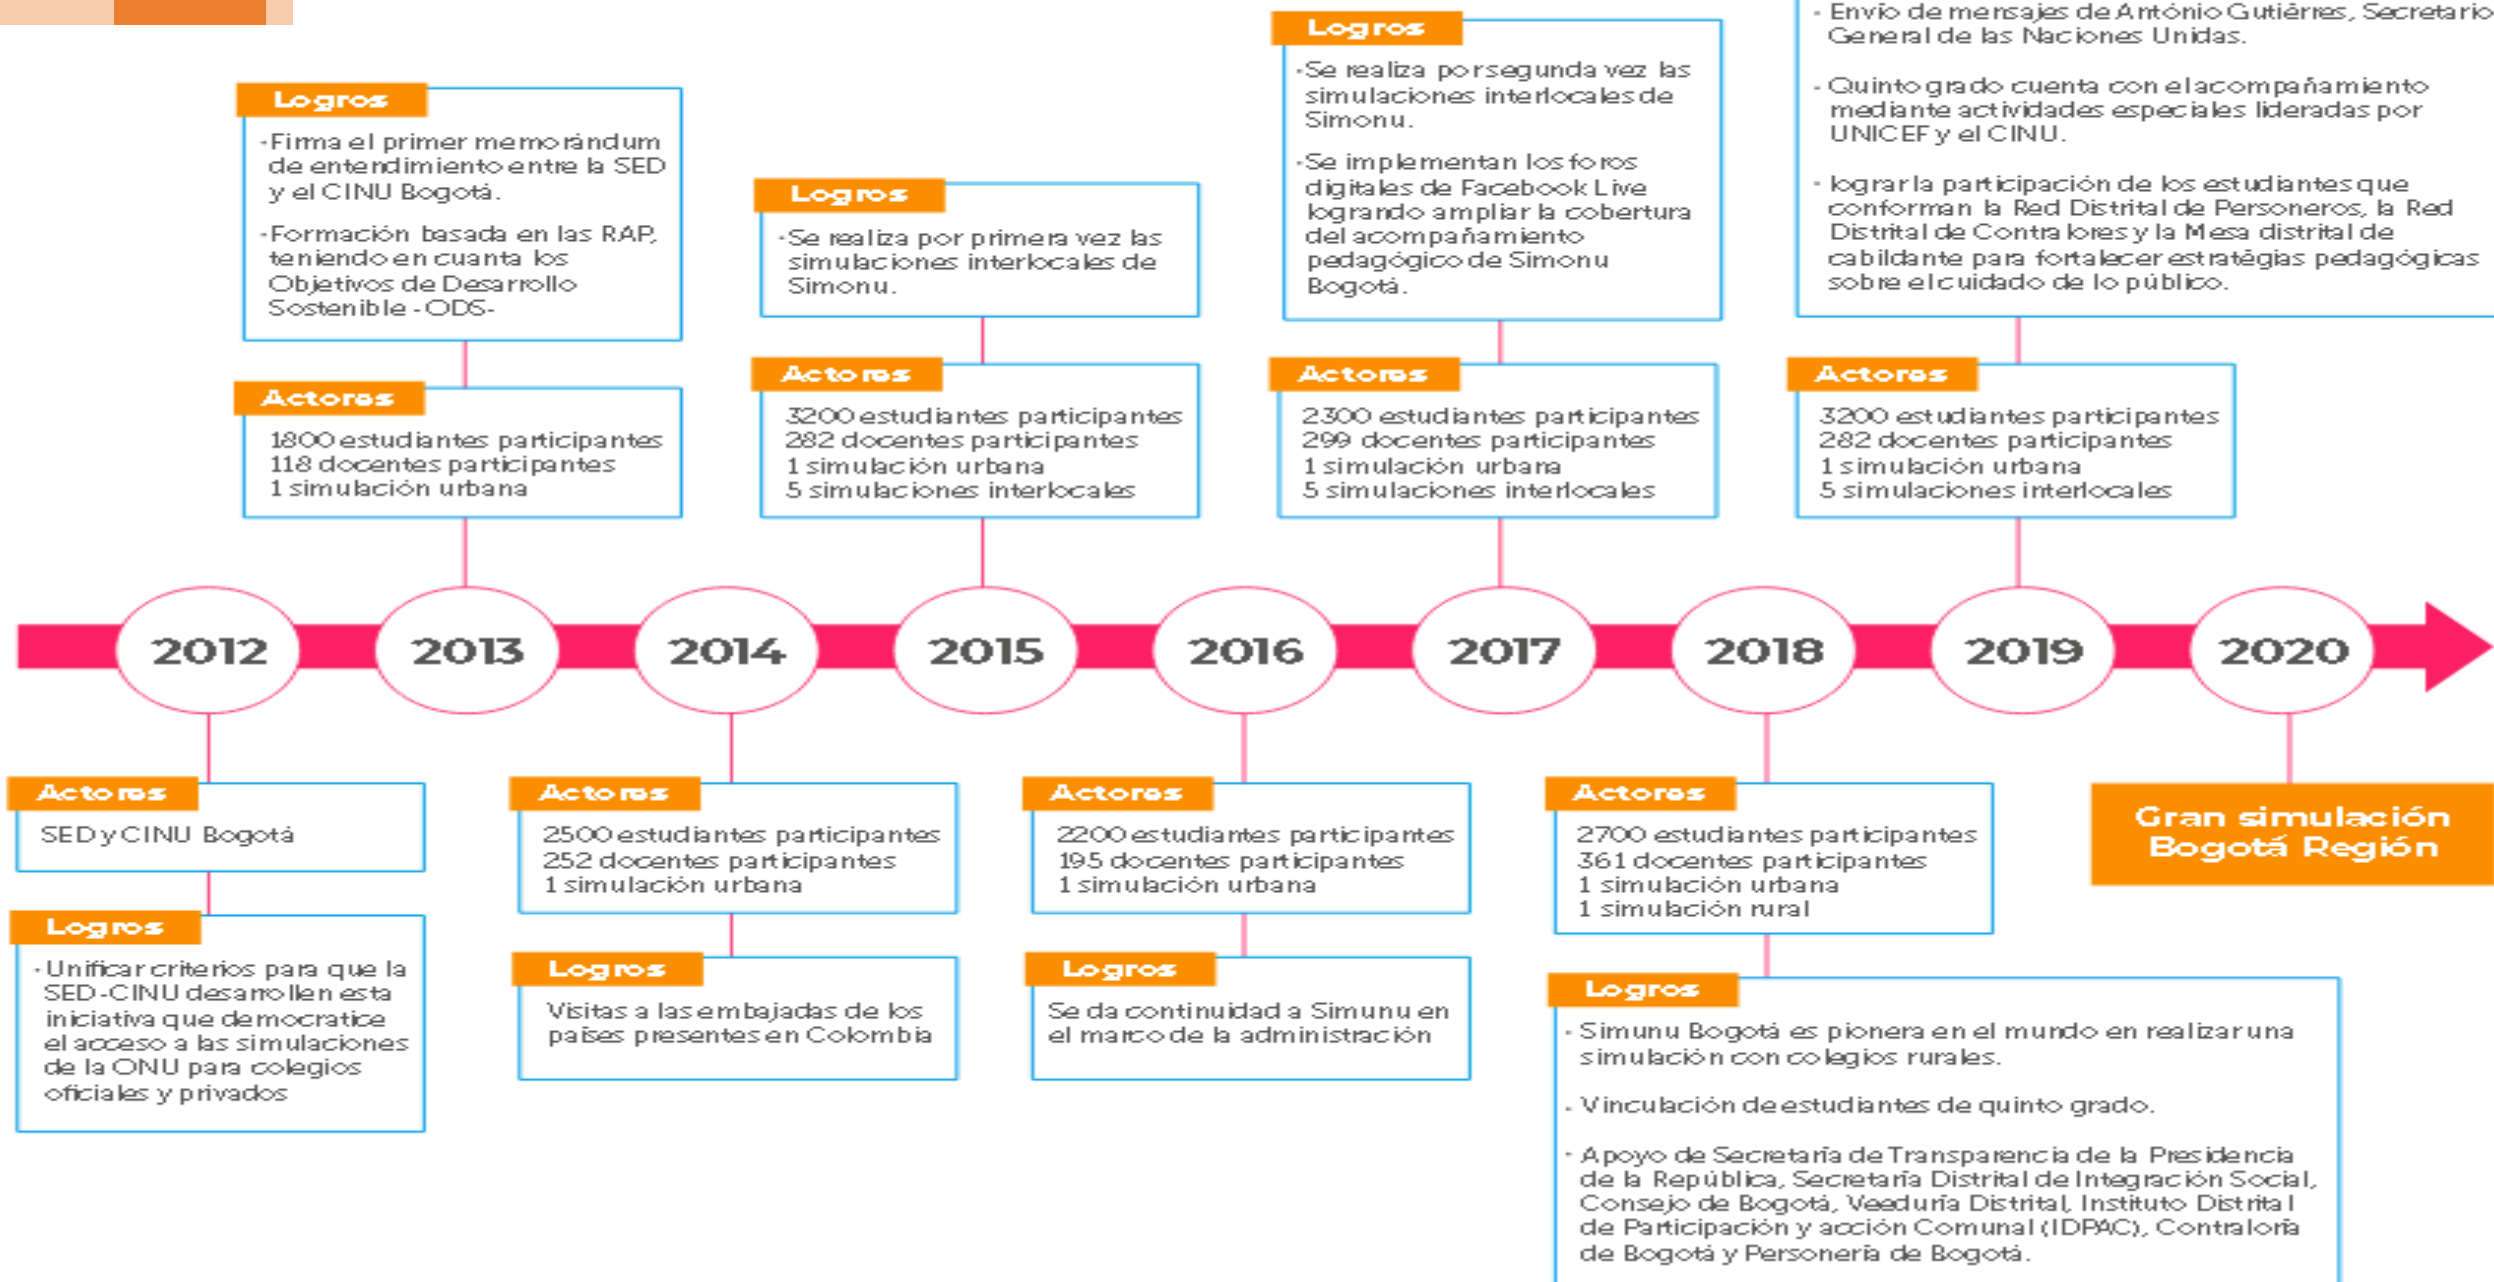 Logros
-Firma el primer memorándum
de entendimiento entre la SED
y el CINU Bogotá.
-Formación basada en las RAP,
teniendo en cuanta los
Objetivos de Desarrollo
Sostenible -ODS-
Actores
1800 estudiantes participantes
118 docentes participantes
1 simulación urbana
Logros
-Se realiza por primera vez las
simulaciones interlocales de
Simonu.
Actores
3200 estudiantes participantes
282 docentes participantes
1 simulación urbana
5 simulaciones interlocales
Logros
-Se realiza por segunda vez las
simulaciones interlocales de
Simonu.
-Se implementan los foros
digitales de Facebook Live
logrando ampliar la cobertura
del acompañamiento
pedagógico de Simonu
Bogotá.
Actores
2300 estudiantes participantes
299 docentes participantes
1 simulación urbana
5 simulaciones interlocales
- Envío de mensajes de António Gutiérres, Secretario
General de las Naciones Unidas.
- Quinto grado cuenta con el acompañamiento
mediante actividades especiales lideradas por
UNICEF y el CINU.
- lograr la participación de los estudiantes que
conforman la Red Distrital de Personeros, la Red
Distrital de Contralores y la Mesa distrital de
cabildante para fortalecer estratégias pedagógicas
sobre el cuidado de lo público.
Actores
3200 estudiantes participantes
282 docentes participantes
1 simulación urbana
5 simulaciones interlocales
2012
2013
2014
2015
2016
2017
2018
2019
2020
Actores
SED y CINU Bogotá
Logros
- Unificar criterios para que la
SED-CINU desarrollen esta
iniciativa que democratice
el acceso a las simulaciones
de la ONU para colegios
oficiales y privados
Actores
2500 estudiantes participantes
252 docentes participantes
1 simulación urbana
Logros
Visitas a las embajadas de los
países presentes en Colombia
Actores
2200 estudiantes participantes
195 docentes participantes
1 simulación urbana
Logros
Se da continuidad a Simunu en
el marco de la administración
Actores
2700 estudiantes participantes
361 docentes participantes
1 simulación urbana
1 simulación rural
Logros
- Simunu Bogotá es pionera en el mundo en realizar una
simulación con colegios rurales.
- Vinculación de estudiantes de quinto grado.
- Apoyo de Secretaría de Transparencia de la Presidencia
de la República, Secretaría Distrital de Integración Social,
Consejo de Bogotá, Veeduría Distrital, Instituto Distrital
de Participación y acción Comunal (IDPAC), Contraloría
de Bogotá y Personería de Bogotá.
Gran simulación
Bogotá Región